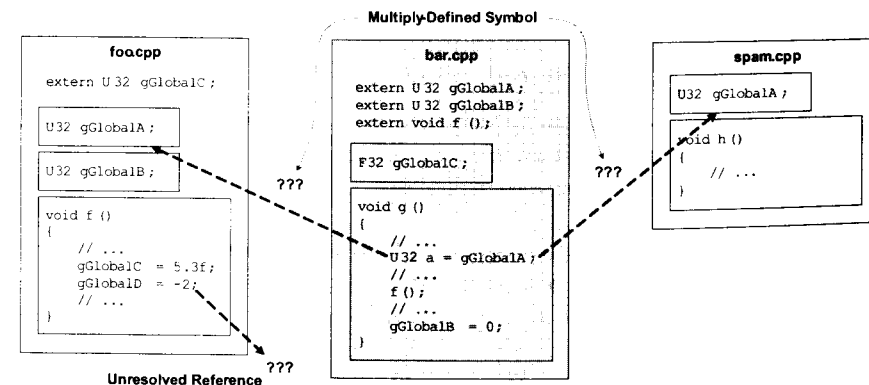 Multiply-Defined Symbol
foo.cpp
extern U32 gGlobalC;
U32 gGlobalA;
U32 gGlobalB;
void f()
{
// ...
gGlobalC = 5.3f;
gGlobalD = -2;
// ...
}
???
Unresolved Reference
???
bar.cpp
extern U32 gGlobalA;
extern U32 gGlobalB;
extern void f();
F32 gGlobalC;
void g()
{
// ...
U32 a = gGlobalA;
// ...
f();
// ...
gGlobalB = 0;
}
???
spam.cpp
U32 gGlobalA;
void h()
{
// ...
}